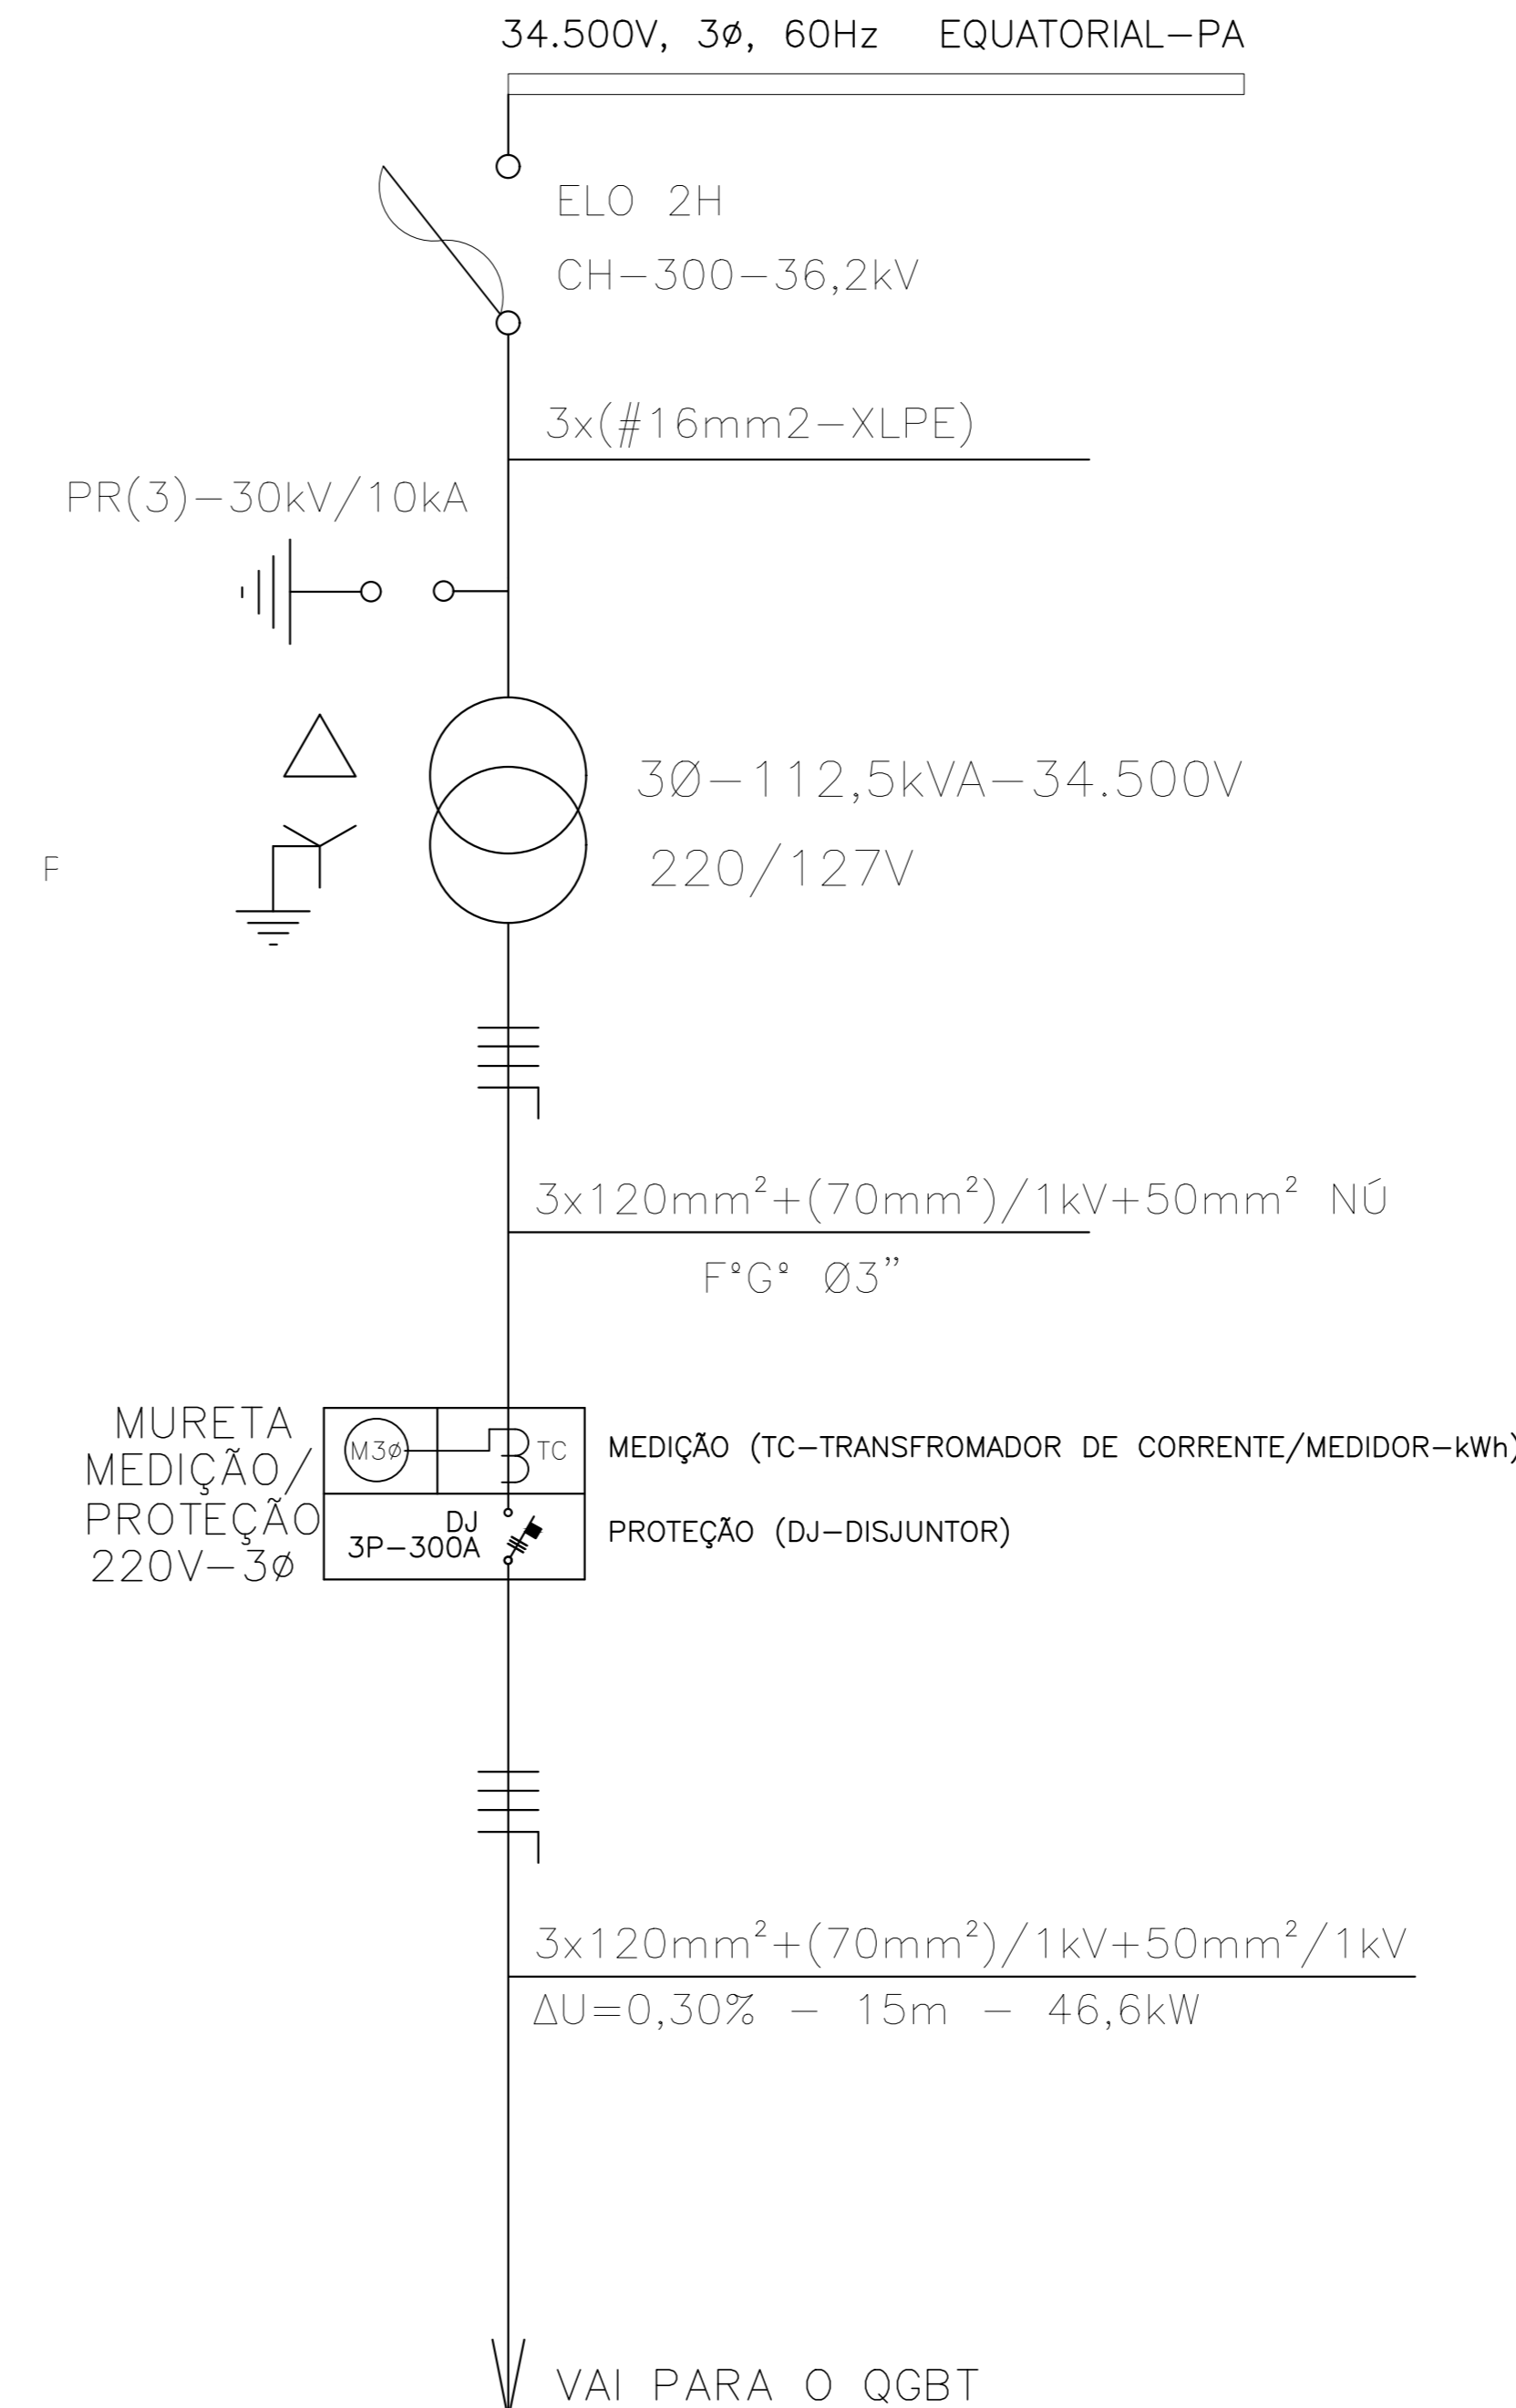 34.500V, 3ø, 60Hz EQUATORIAL-PA
ELO 2H
CH-300-36,2kV
3x(#16mm2-XLPE)
PR(3)-30kV/10kA
3Ø-112,5kVA-34.500V
220/127V
F
3x120mm²+(70mm²)/1kV+50mm² NÚ
FºGº Ø3”
MURETA
MEDIÇÃO/
PROTEÇÃO
220V-3ø
M3ø
TC
MEDIÇÃO (TC-TRANSFROMADOR DE CORRENTE/MEDIDOR-kWh)
DJ
3P-300A
PROTEÇÃO (DJ-DISJUNTOR)
3x120mm²+(70mm²)/1kV+50mm²/1kV
ΔU=0,30% - 15m - 46,6kW
VAI PARA O QGBT